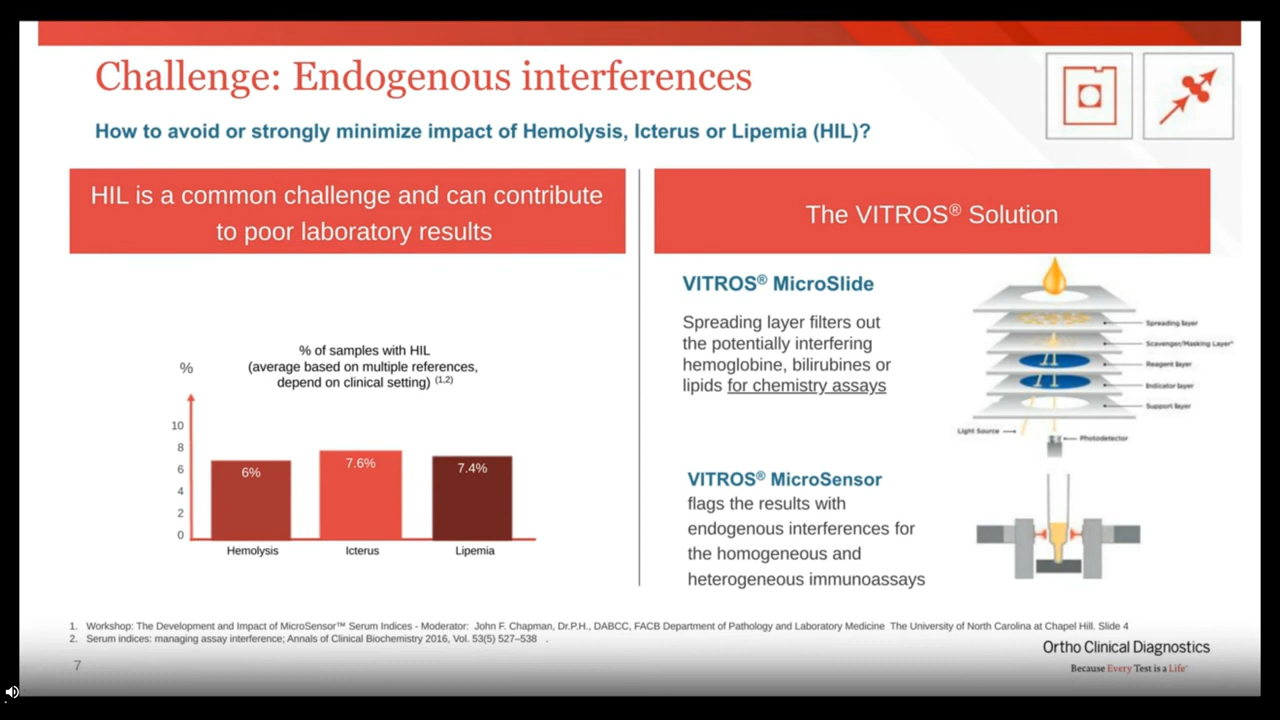 Challenge: Endogenous interferences
How to avoid or strongly minimize impact of Hemolysis, Icterus or Lipemia (HIL)?
HIL is a common challenge and can contribute
to poor laboratory results
% of samples with HIL
(average based on multiple references,
depend on clinical setting) (1,2)
%
10
8
6
4
2
0
6%
7.6%
7.4%
Hemolysis
Icterus
Lipemia
The VITROS® Solution
VITROS® MicroSlide
Spreading layer filters out
the potentially interfering
hemoglobine, bilirubines or
lipids for chemistry assays
Spreading layer
Scavenger/Masking Layer*
Reagent layer
Indicator layer
Support layer
Light Source
Photodetector
VITROS® MicroSensor
flags the results with
endogenous interferences for
the homogeneous and
heterogeneous immunoassays
1. Workshop: The Development and Impact of MicroSensor™ Serum Indices - Moderator: John F. Chapman, Dr.P.H., DABCC, FACB Department of Pathology and Laboratory Medicine The University of North Carolina at Chapel Hill. Slide 4
2. Serum indices: managing assay interference; Annals of Clinical Biochemistry 2016, Vol. 53(5) 527–538 .
7
Ortho Clinical Diagnostics
Because Every Test is a Life™